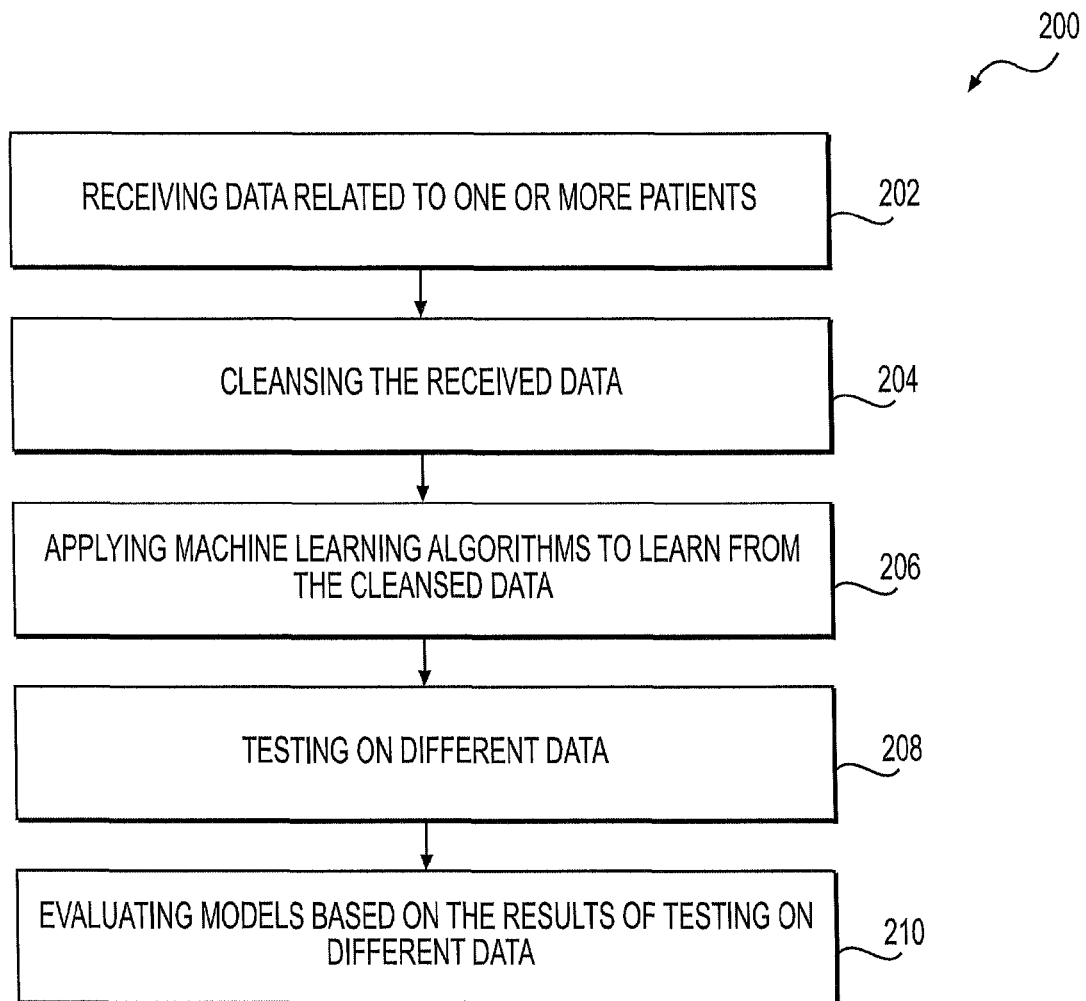 200
RECEIVING DATA RELATED TO ONE OR MORE PATIENTS
202
CLEANSING THE RECEIVED DATA
204
APPLYING MACHINE LEARNING ALGORITHMS TO LEARN FROM
THE CLEANSED DATA
206
TESTING ON DIFFERENT DATA
208
EVALUATING MODELS BASED ON THE RESULTS OF TESTING ON
DIFFERENT DATA
210